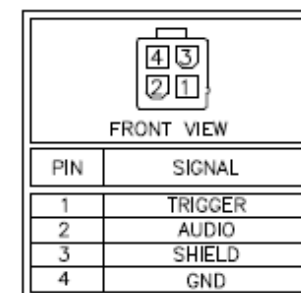 4 3
2 1
FRONT VIEW
PIN SIGNAL
1 TRIGGER
2 AUDIO
3 SHIELD
4 GND